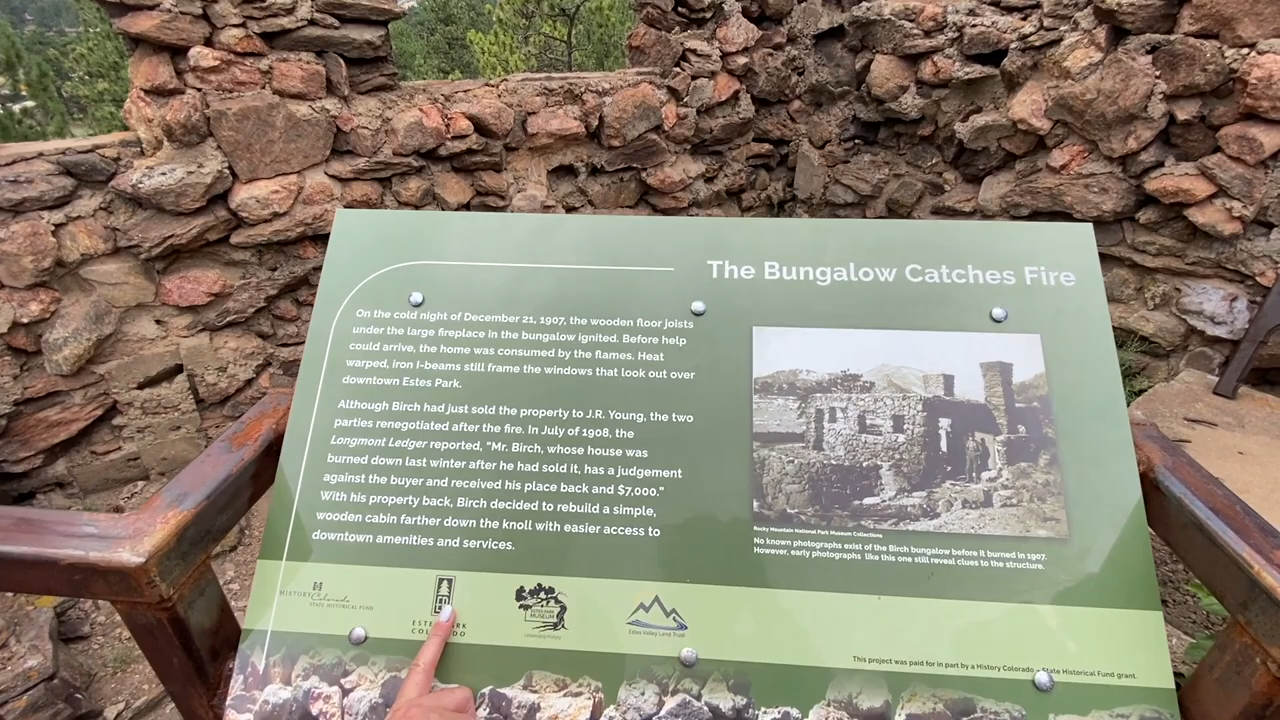 The Bungalow Catches Fire
On the cold night of December 21, 1907, the wooden floor joists
under the large fireplace in the bungalow ignited. Before help
could arrive, the home was consumed by the flames. Heat
warped, iron I-beams still frame the windows that look out over
downtown Estes Park.
Although Birch had just sold the property to J.R. Young, the two
parties renegotiated after the fire. In July of 1908, the
Longmont Ledger reported, "Mr. Birch, whose house was
burned down last winter after he had sold it, has a judgement
against the buyer and received his place back and $7,000."
With his property back, Birch decided to rebuild a simple,
wooden cabin farther down the knoll with easier access to
downtown amenities and services.
Rocky Mountain National Park Museum Collections
No known photographs exist of the Birch bungalow before it burned in 1907.
However, early photographs like this one still reveal clues to the structure.
HISTORY Colorado
STATE HISTORICAL FUND
EP
ESTES PARK
COLORADO
ESTES PARK
MUSEUM
Estes Valley Land Trust
This project was paid for in part by a History Colorado - State Historical Fund grant.